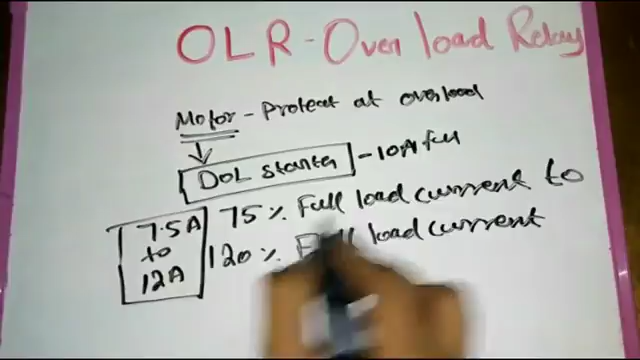 OLR - Over load Relay
Motor - Protect at overload
DOL starter - 10A full
7.5A to 12A
75% Full load current to
120% Full load current